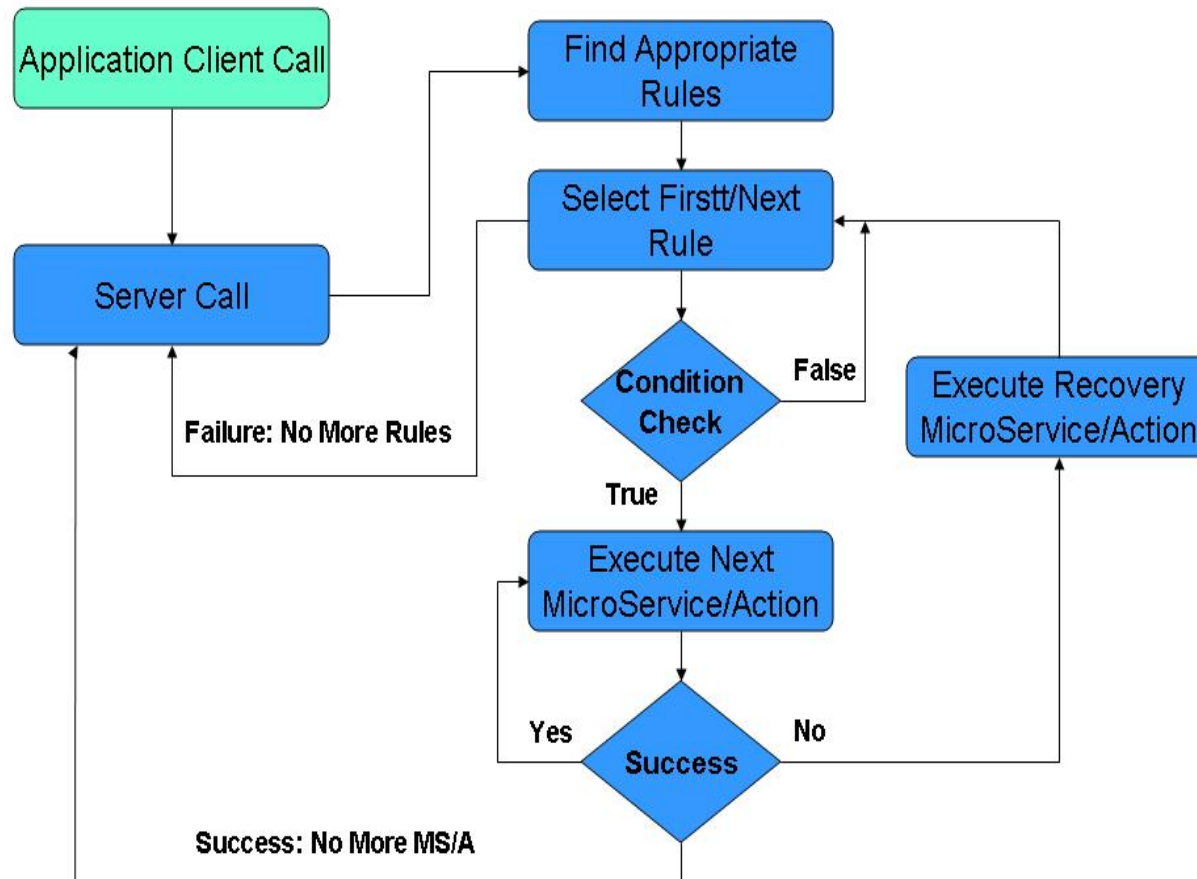 Application Client Call
Find Appropriate
Rules
Select Firstt/Next
Rule
Server Call
Condition
Check
False
Execute Recovery
MicroService/Action
Failure: No More Rules
True
Execute Next
MicroService/Action
Yes
Success
No
Success: No More MS/A